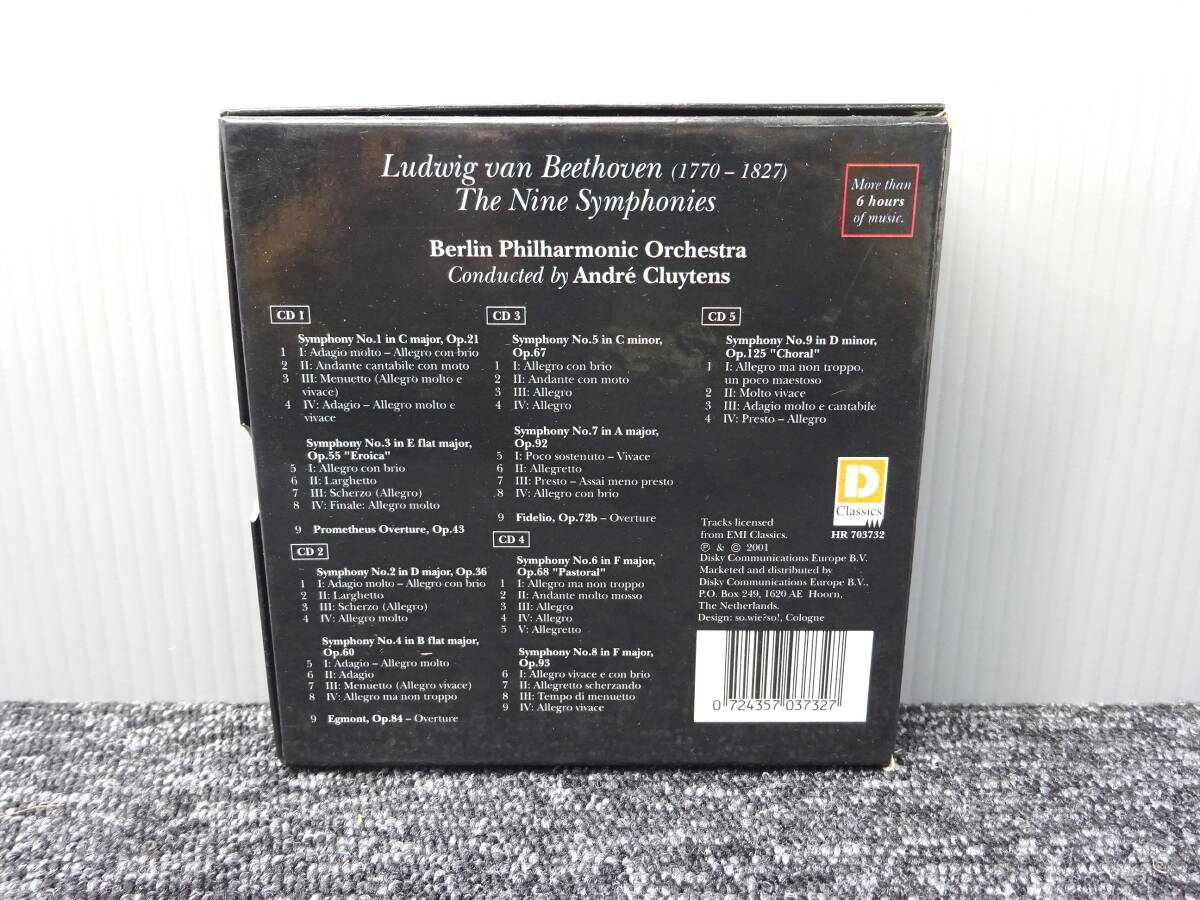 Ludwig van Beethoven (1770 – 1827)
The Nine Symphonies
More than
6 hours
of music.
Berlin Philharmonic Orchestra
Conducted by André Cluytens
CD 1
Symphony No.1 in C major, Op.21
1 I: Adagio molto – Allegro con brio
2 II: Andante cantabile con moto
3 III: Menuetto (Allegro molto e
vivace)
4 IV: Adagio – Allegro molto e
vivace
Symphony No.3 in E flat major,
Op.55 "Eroica"
5 I: Allegro con brio
6 II: Larghetto
7 III: Scherzo (Allegro)
8 IV: Finale: Allegro molto
9 Prometheus Overture, Op.43
CD 2
Symphony No.2 in D major, Op.36
1 I: Adagio molto – Allegro con brio
2 II: Larghetto
3 III: Scherzo (Allegro)
4 IV: Allegro molto
Symphony No.4 in B flat major,
Op.60
5 I: Adagio – Allegro molto
6 II: Adagio
7 III: Menuetto (Allegro vivace)
8 IV: Allegro ma non troppo
9 Egmont, Op.84 – Overture
CD 3
Symphony No.5 in C minor,
Op.67
1 I: Allegro con brio
2 II: Andante con moto
3 III: Allegro
4 IV: Allegro
Symphony No.7 in A major,
Op.92
5 I: Poco sostenuto – Vivace
6 II: Allegretto
7 III: Presto – Assai meno presto
8 IV: Allegro con brio
9 Fidelio, Op.72b – Overture
CD 4
Symphony No.6 in F major,
Op.68 "Pastoral"
1 I: Allegro ma non troppo
2 II: Andante molto mosso
3 III: Allegro
4 IV: Allegro
5 V: Allegretto
Symphony No.8 in F major,
Op.93
6 I: Allegro vivace e con brio
7 II: Allegretto scherzando
8 III: Tempo di menuetto
9 IV: Allegro vivace
CD 5
Symphony No.9 in D minor,
Op.125 "Choral"
1 I: Allegro ma non troppo,
un poco maestoso
2 II: Molto vivace
3 III: Adagio molto e cantabile
4 IV: Presto – Allegro
D
Classics
HR 703732
Tracks licensed
from EMI Classics.
℗ & © 2001
Disky Communications Europe B.V.
Marketed and distributed by
Disky Communications Europe B.V.,
P.O. Box 249, 1620 AE Hoorn,
The Netherlands.
Design: so.wie?so!, Cologne
0 724357 037327